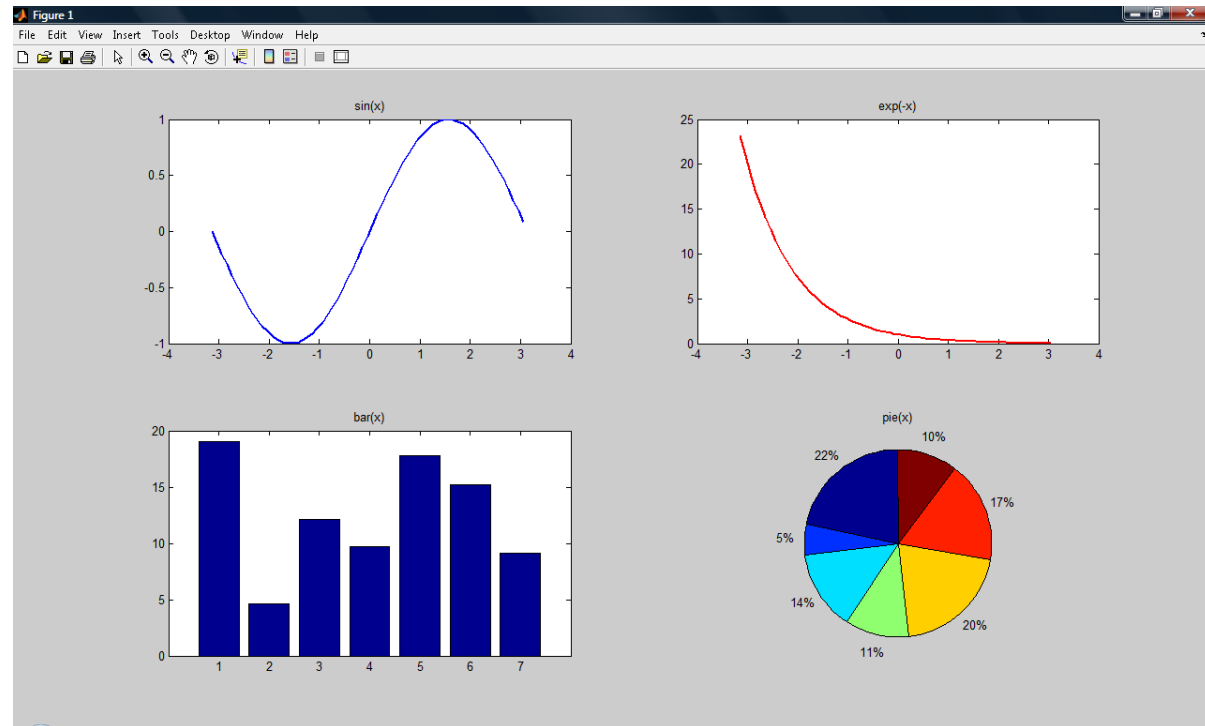 Figure 1
File Edit View Insert Tools Desktop Window Help
sin(x)
1
0.5
0
-0.5
-1
-4 -3 -2 -1 0 1 2 3 4
exp(-x)
25
20
15
10
5
0
-4 -3 -2 -1 0 1 2 3 4
bar(x)
20
15
10
5
0
1 2 3 4 5 6 7
pie(x)
10%
22%
17%
5%
14%
20%
11%